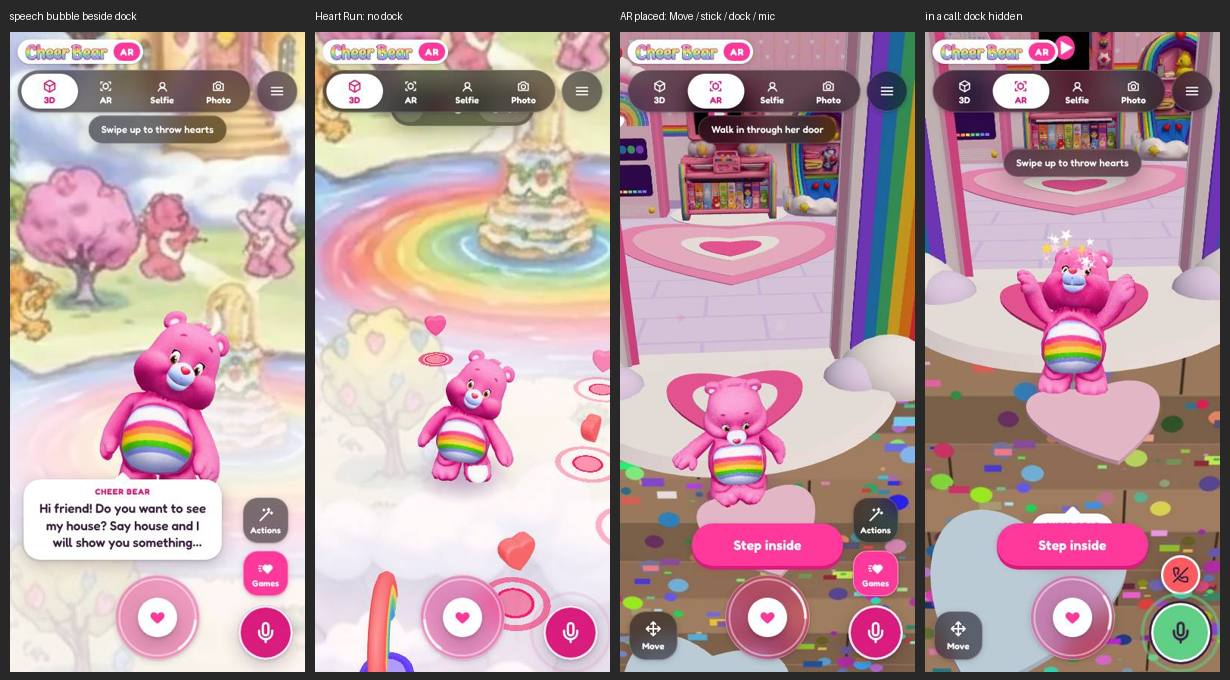 speech bubble beside dock
Cheer Bear AR
3D AR Selfie Photo
Swipe up to throw hearts
CHEER BEAR
Hi friend! Do you want to see
my house? Say house and I
will show you something...
Actions
Games
Heart Run: no dock
Cheer Bear AR
3D AR Selfie Photo
AR placed: Move / stick / dock / mic
Cheer Bear AR
3D AR Selfie Photo
Walk in through her door
Actions
Step inside
Games
Move
in a call: dock hidden
Cheer Bear AR
3D AR Selfie Photo
Swipe up to throw hearts
Step inside
Move